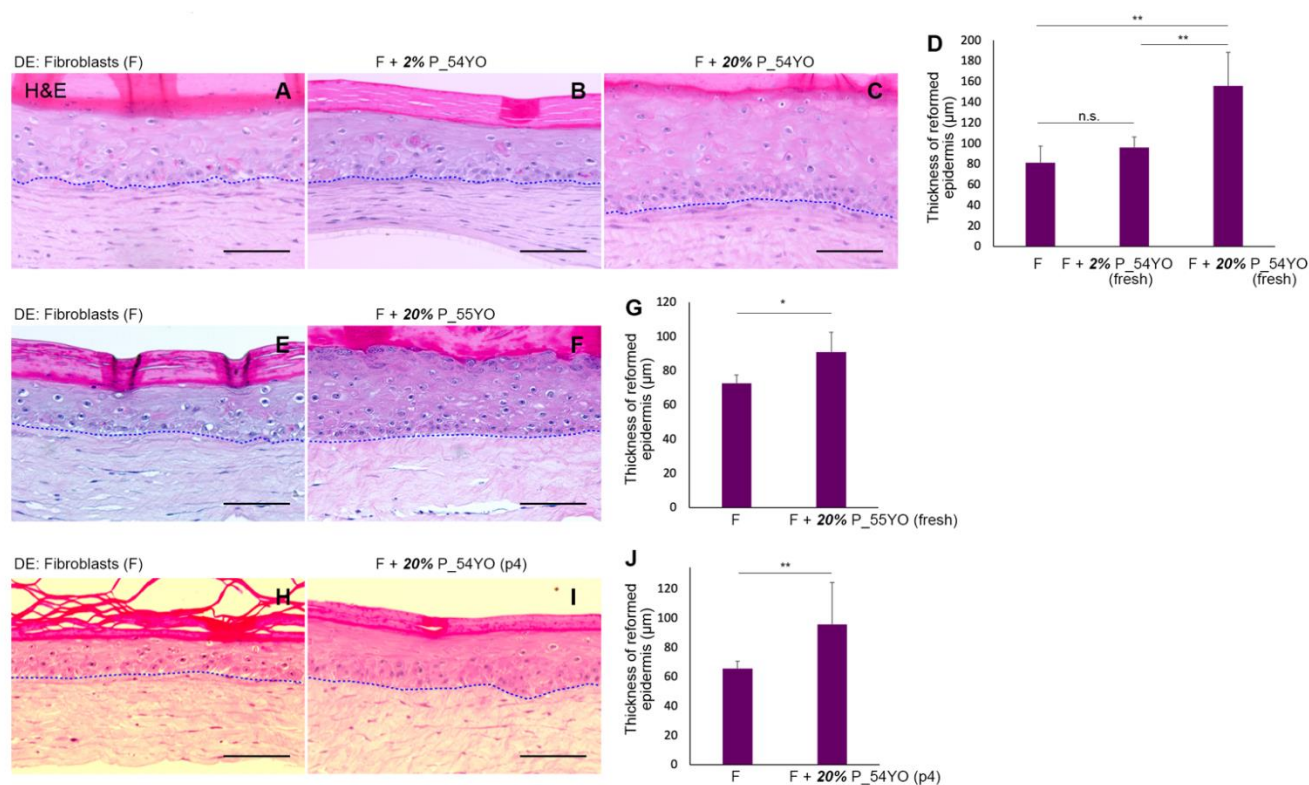 DE: Fibroblasts (F)
F + 2% P_54YO
F + 20% P_54YO
H&E
A
B
C
D
Thickness of reformed
epidermis (µm)
200
180
160
140
120
100
80
60
40
20
0
n.s.
**
**
F
F + 2% P_54YO
(fresh)
F + 20% P_54YO
(fresh)
DE: Fibroblasts (F)
F + 20% P_55YO
E
F
G
Thickness of reformed
epidermis (µm)
120
100
80
60
40
20
0
*
F
F + 20% P_55YO (fresh)
DE: Fibroblasts (F)
F + 20% P_54YO (p4)
H
I
J
Thickness of reformed
epidermis (µm)
120
100
80
60
40
20
0
**
F
F + 20% P_54YO (p4)